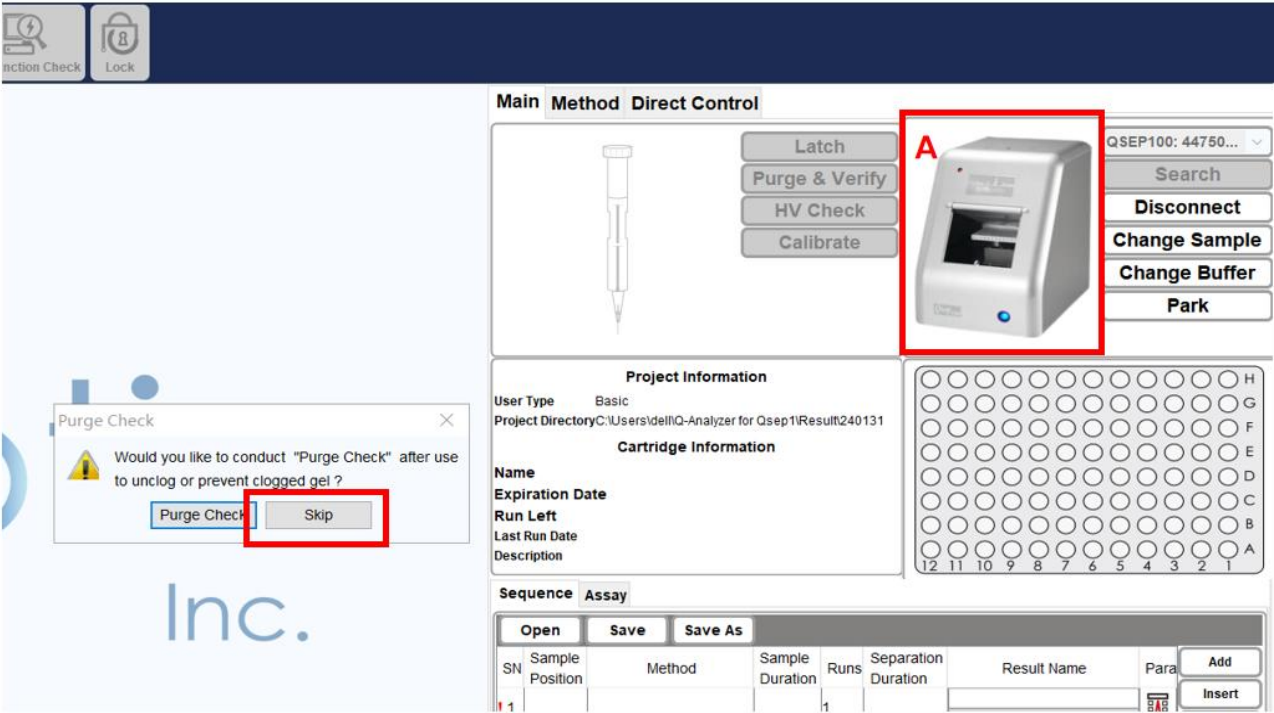 nction Check
Lock
Main Method Direct Control
Latch
Purge & Verify
HV Check
Calibrate
A
QSEP100: 44750...
Search
Disconnect
Change Sample
Change Buffer
Park
Project Information
User Type Basic
Project DirectoryC:\Users\dell\Q-Analyzer for Qsep1\Result\240131
Cartridge Information
Name
Expiration Date
Run Left
Last Run Date
Description
H
G
F
E
D
C
B
A
12 11 10 9 8 7 6 5 4 3 2 1
Purge Check
Would you like to conduct "Purge Check" after use
to unclog or prevent clogged gel ?
Purge Check Skip
Inc.
Sequence Assay
Open Save Save As
SN Sample Position Method Sample Duration Runs Separation Duration Result Name Para
Add
Insert
! 1 1